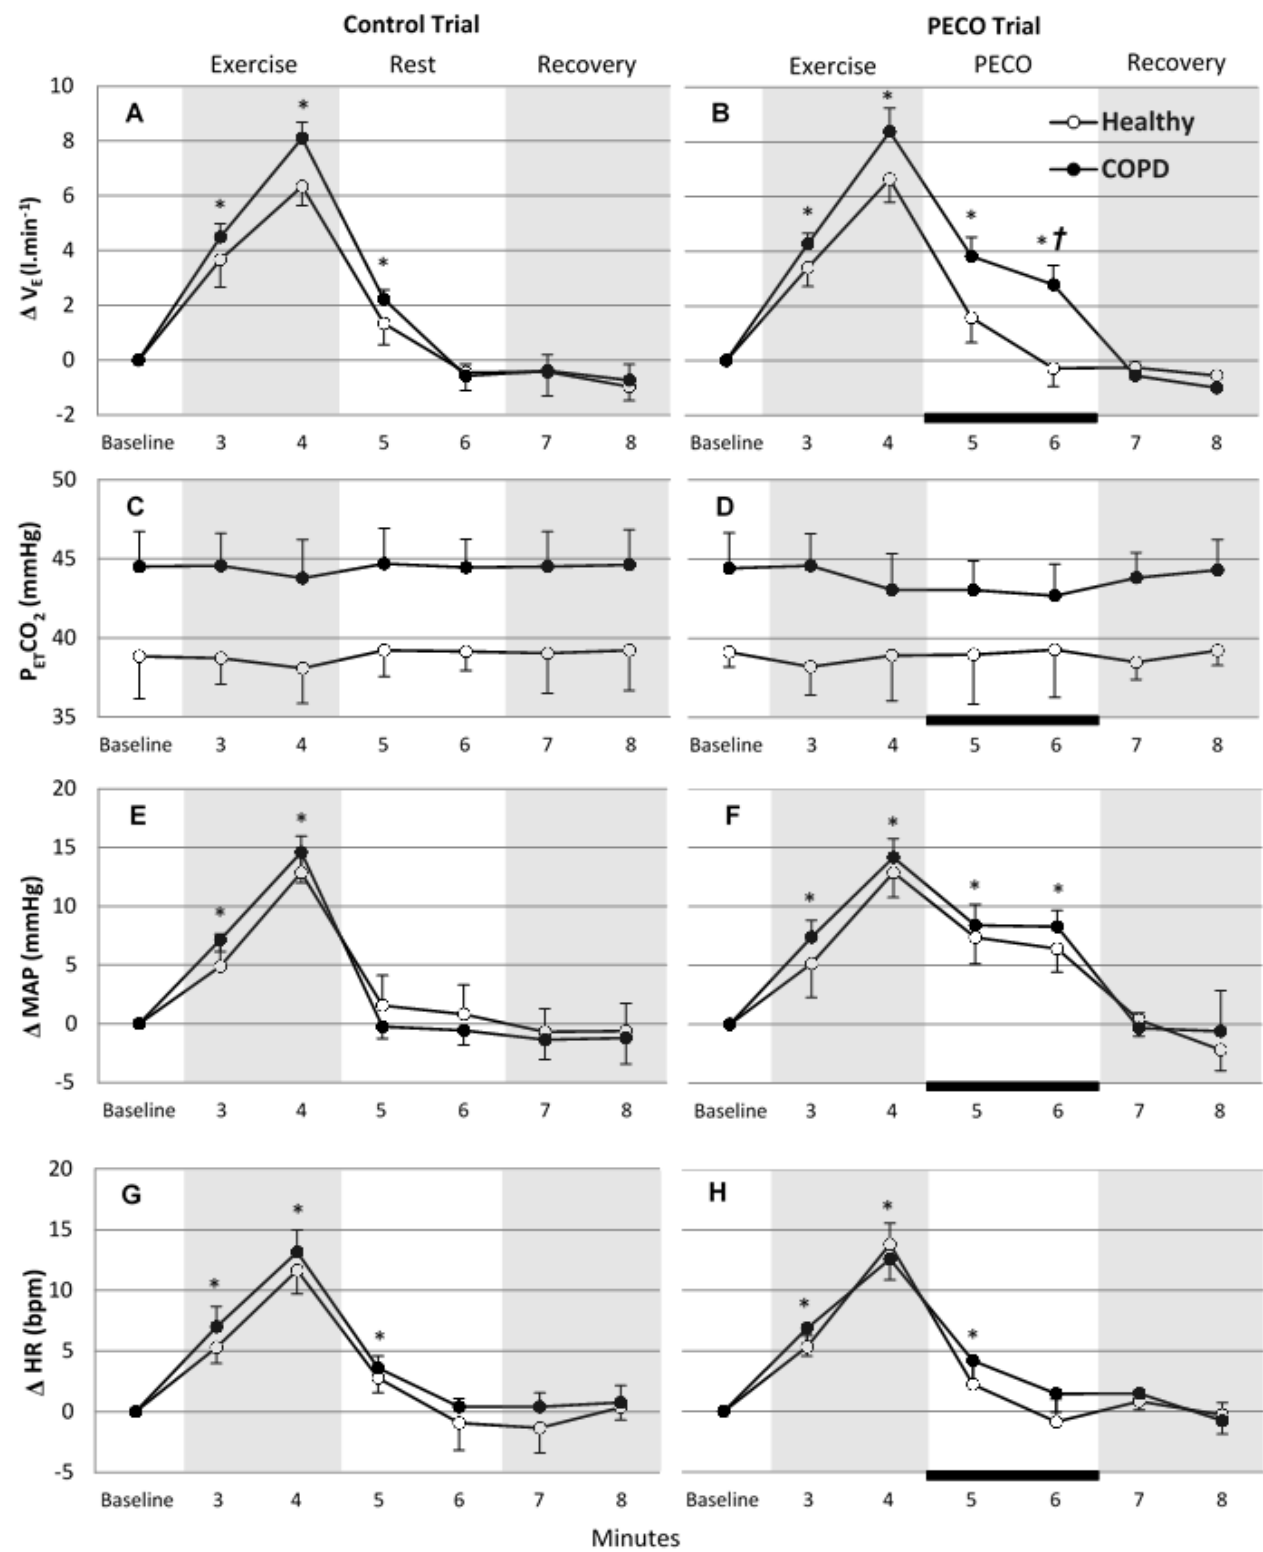 Control Trial PECO Trial
Exercise Rest Recovery Exercise PECO Recovery
A B
Healthy
COPD
* * * * * * *†
Δ VE (l.min⁻¹)
10
8
6
4
2
0
-2
Baseline 3 4 5 6 7 8 Baseline 3 4 5 6 7 8
C D
PETCO2 (mmHg)
50
45
40
35
Baseline 3 4 5 6 7 8 Baseline 3 4 5 6 7 8
E F
* * * * * *
Δ MAP (mmHg)
20
15
10
5
0
-5
Baseline 3 4 5 6 7 8 Baseline 3 4 5 6 7 8
G H
* * * * * *
Δ HR (bpm)
20
15
10
5
0
-5
Baseline 3 4 5 6 7 8 Baseline 3 4 5 6 7 8
Minutes